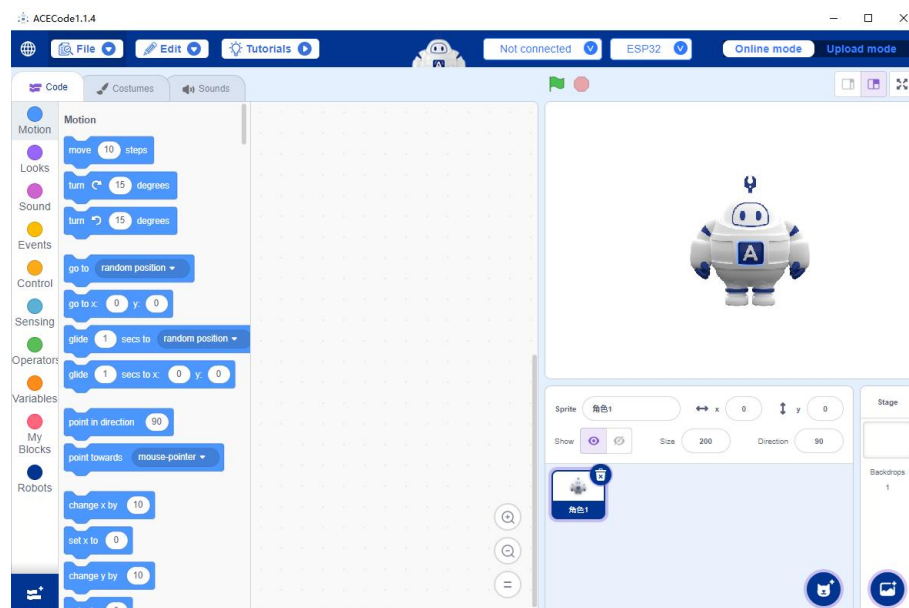 ACECode1.1.4
File
Edit
Tutorials
Not connected
ESP32
Online mode
Upload mode
Code
Costumes
Sounds
Motion
Looks
Sound
Events
Control
Sensing
Operators
Variables
My
Blocks
Robots
Motion
move 10 steps
turn 15 degrees
turn 15 degrees
go to random position
go to x: 0 y: 0
glide 1 secs to random position
glide 1 secs to x: 0 y: 0
point in direction 90
point towards mouse-pointer
change x by 10
set x to 0
change y by 10
A
A
Sprite 角色1 x 0 y 0
Show Size 200 Direction 90
角色1
Stage
Backdrops
1